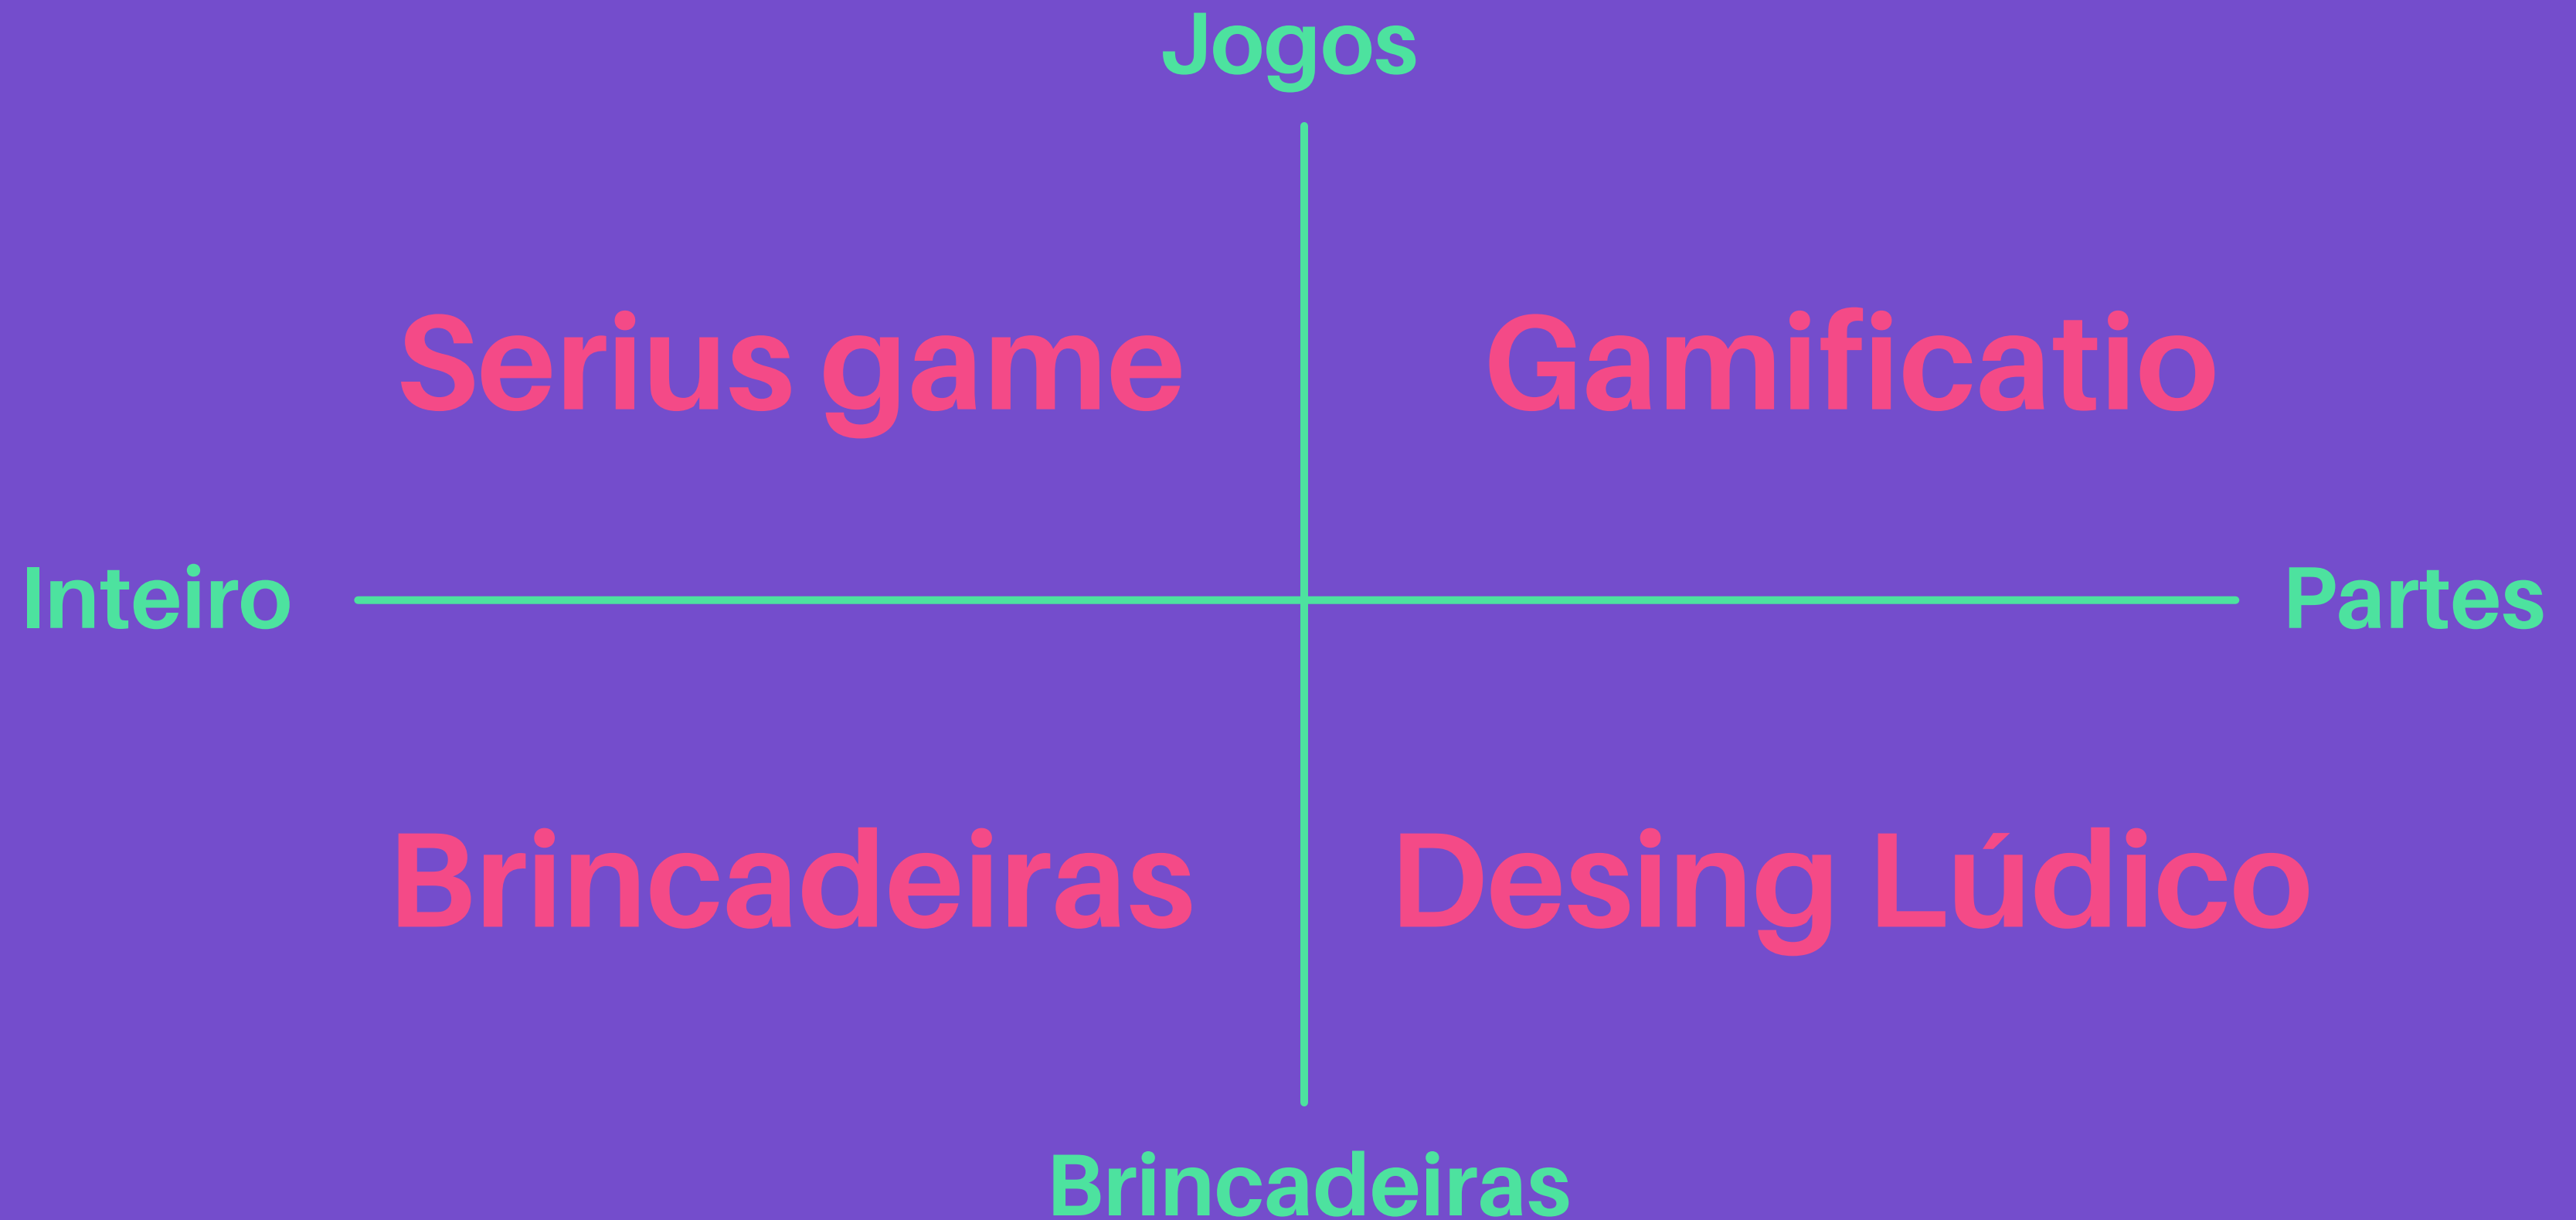 Jogos
Serius game
Gamificatio
Inteiro
Partes
Brincadeiras
Desing Lúdico
Brincadeiras